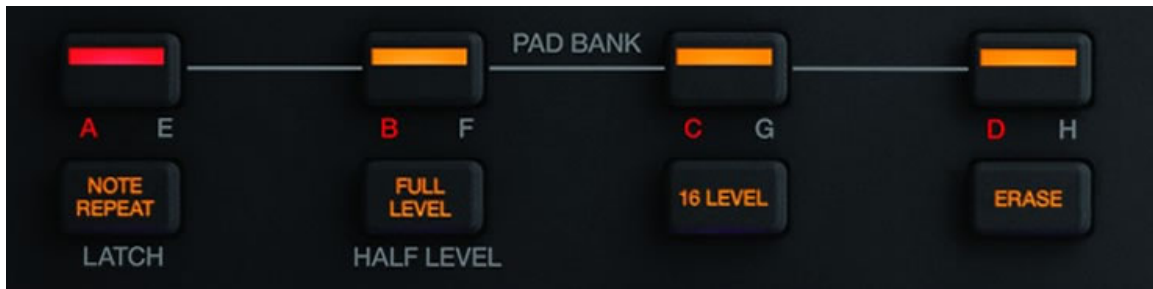 PAD BANK
A E B F C G D H
NOTE REPEAT
FULL LEVEL
16 LEVEL
ERASE
LATCH
HALF LEVEL